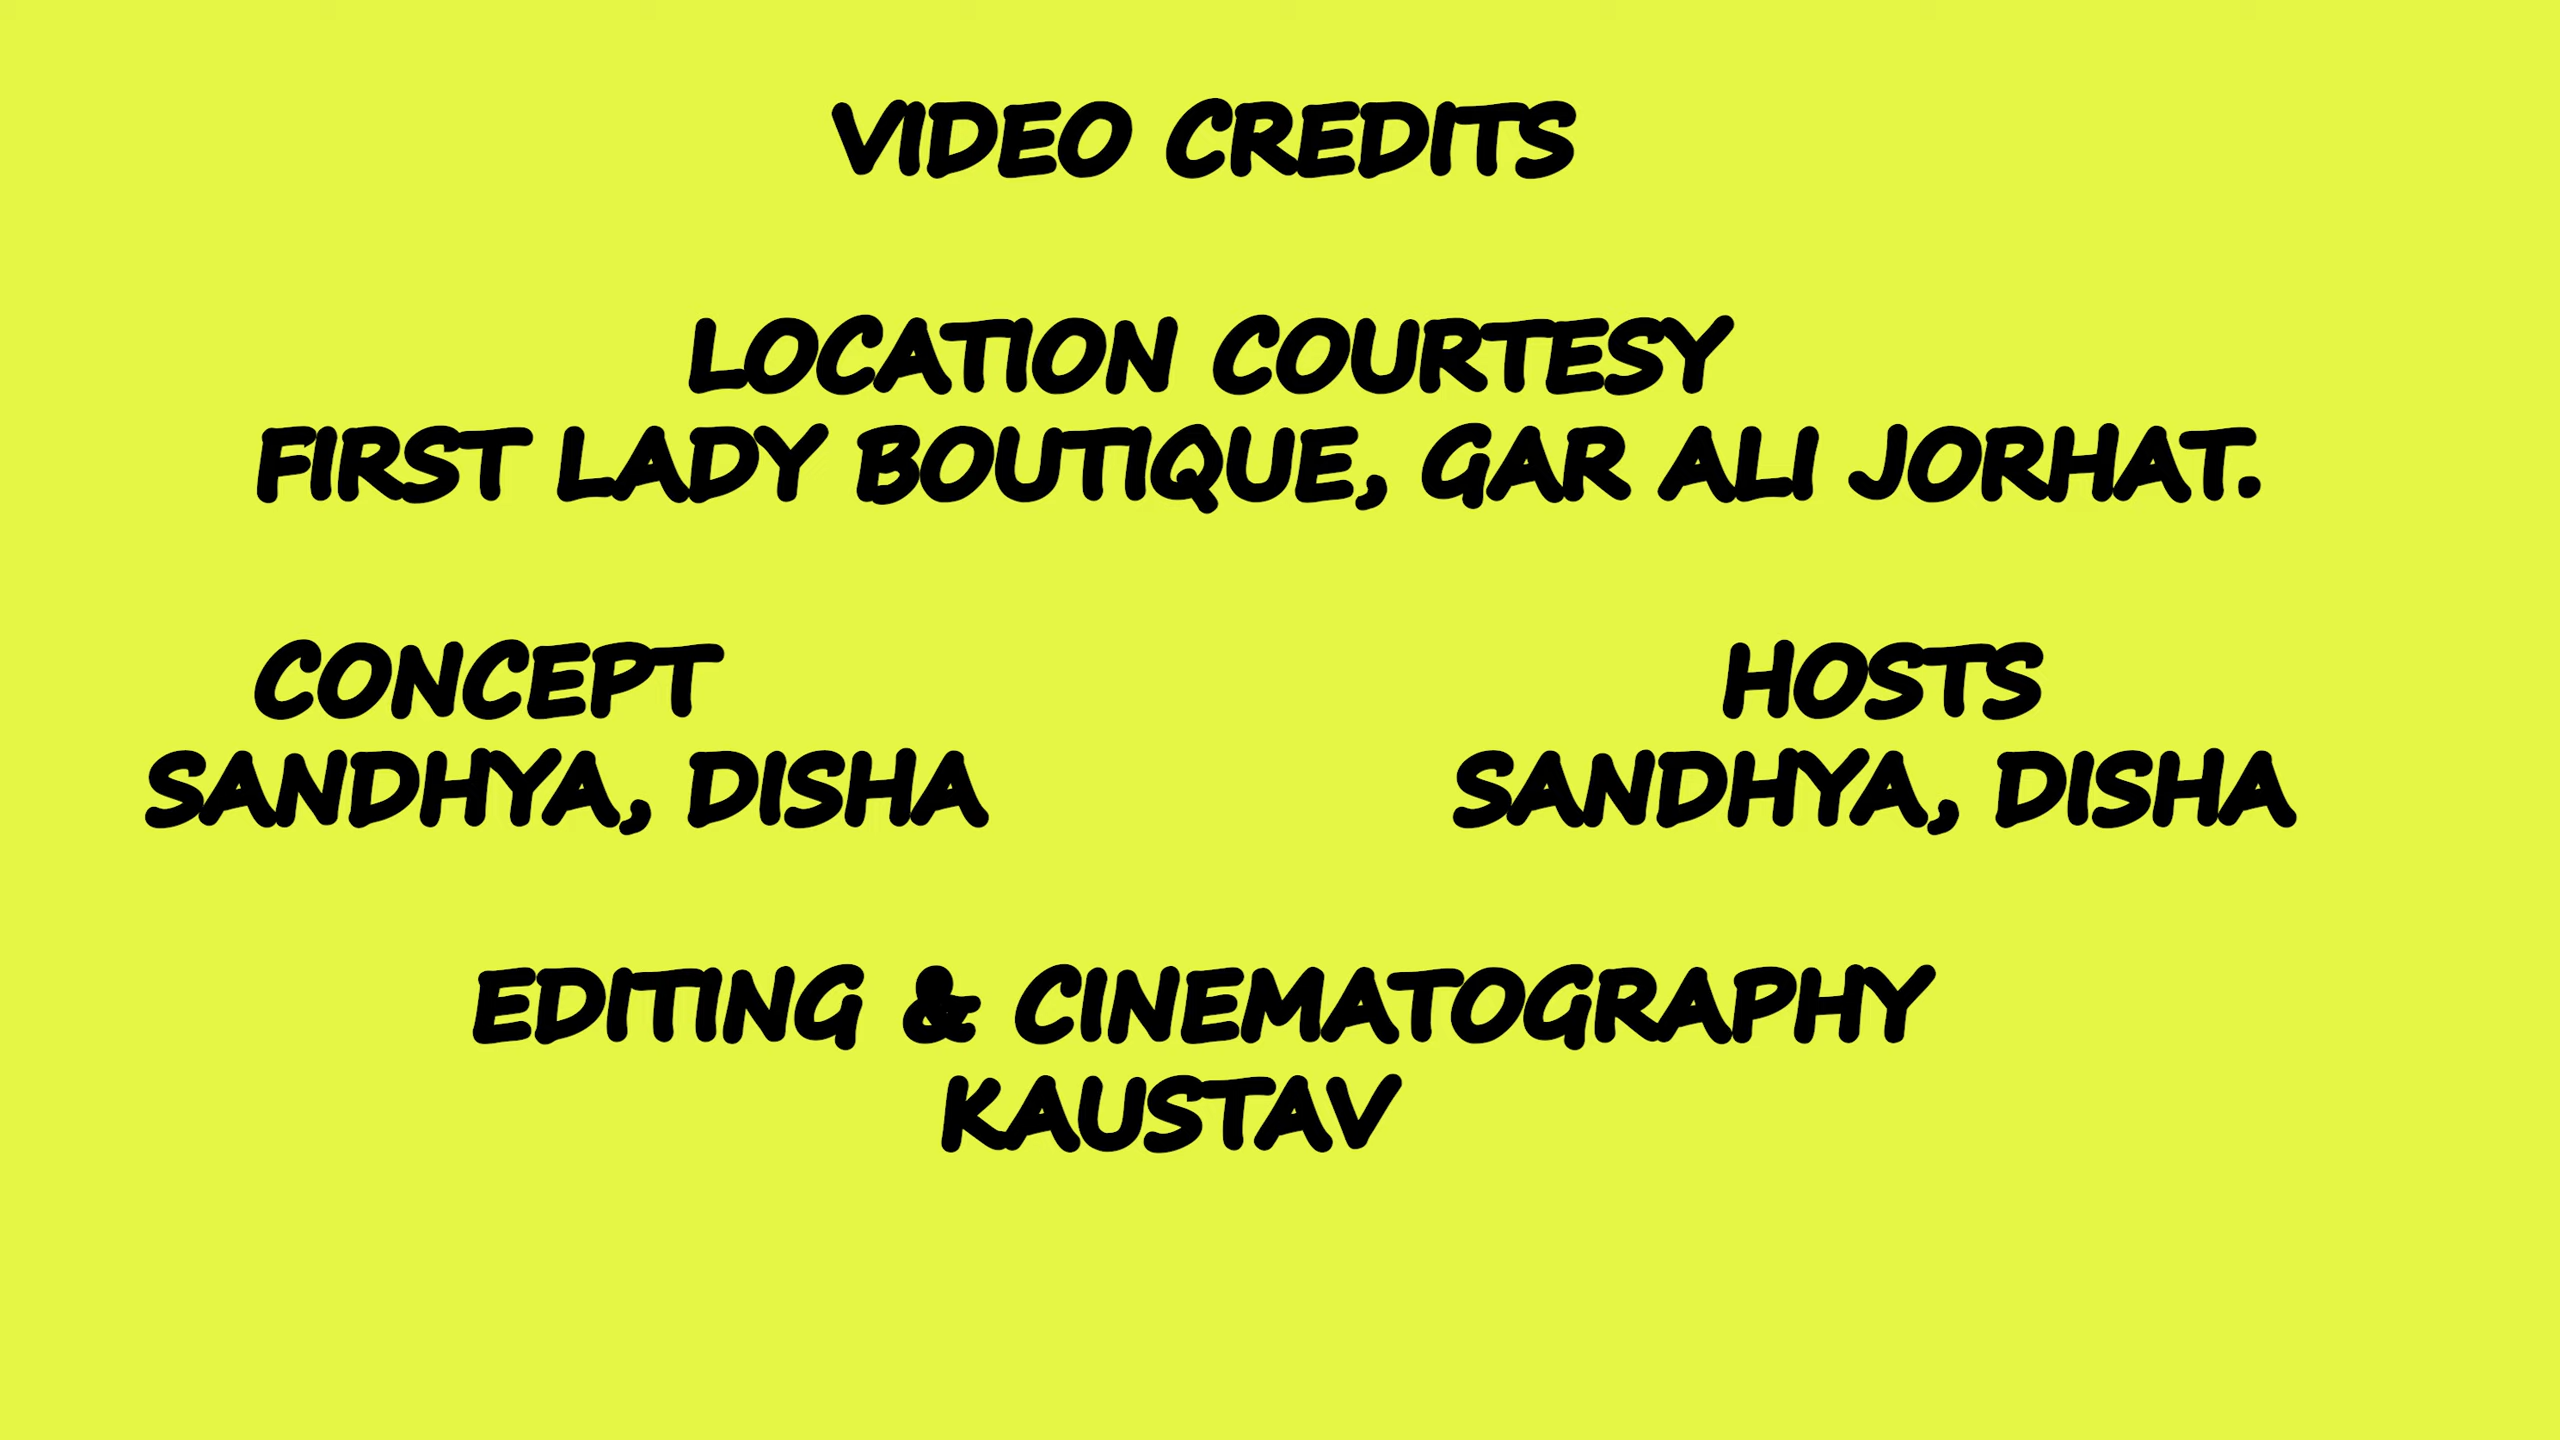 VIDEO CREDITS
LOCATION COURTESY
FIRST LADY BOUTIQUE, GAR ALI JORHAT.
CONCEPT
SANDHYA, DISHA
HOSTS
SANDHYA, DISHA
EDITING & CINEMATOGRAPHY
KAUSTAV